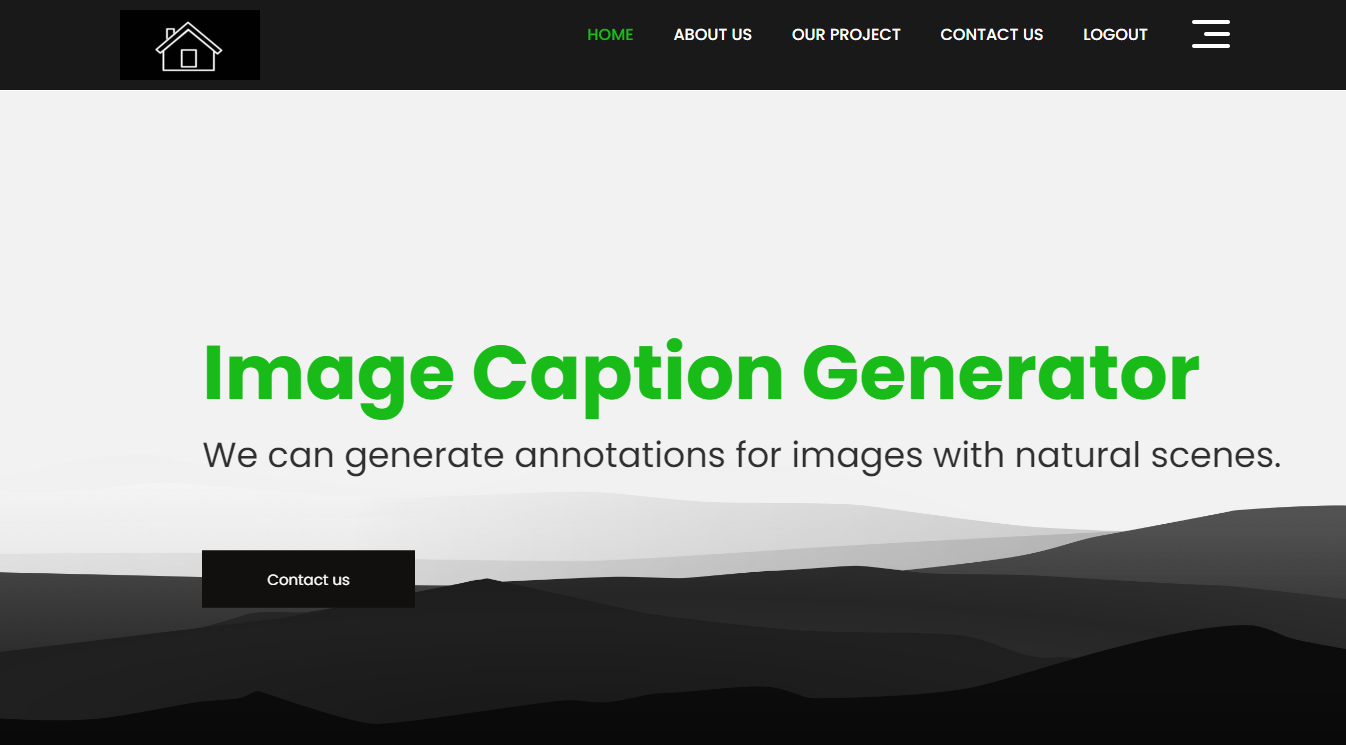 HOME ABOUT US OUR PROJECT CONTACT US LOGOUT
Image Caption Generator
We can generate annotations for images with natural scenes.
Contact us